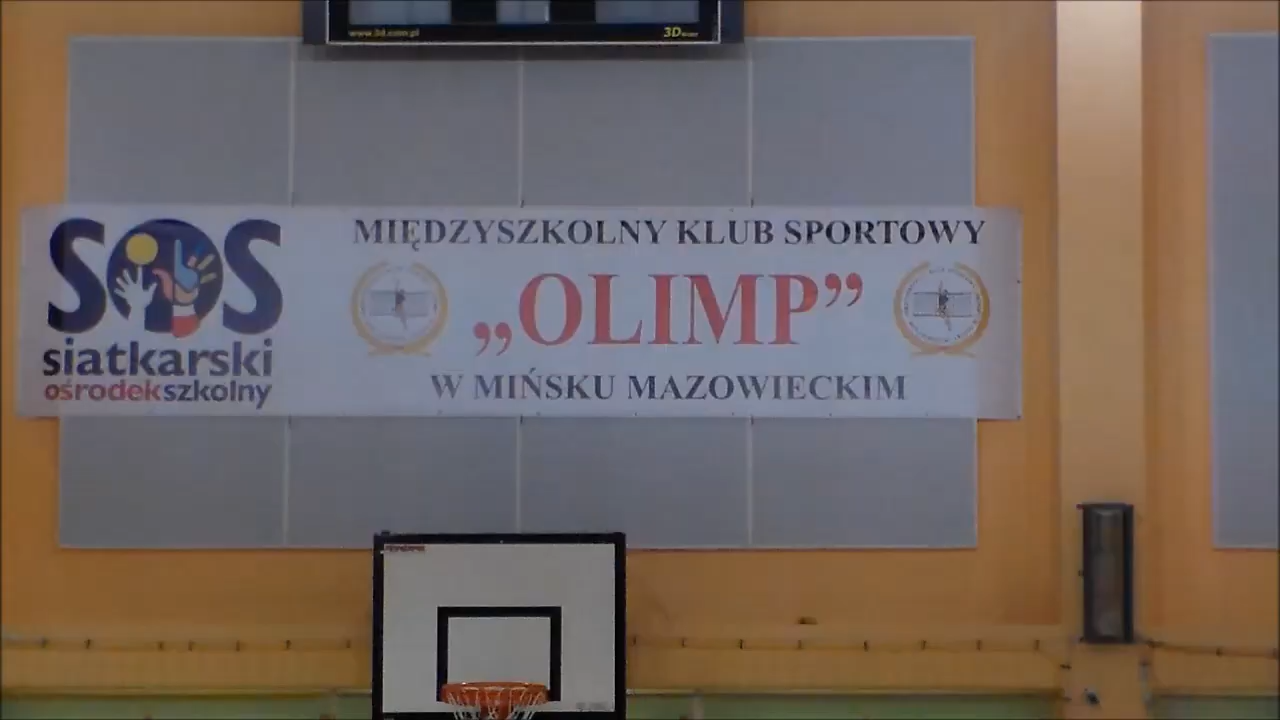 www.3d.com.pl 3D
SOS
siatkarski
ośrodekszkolny
MIĘDZYSZKOLNY KLUB SPORTOWY
„OLIMP”
W MIŃSKU MAZOWIECKIM